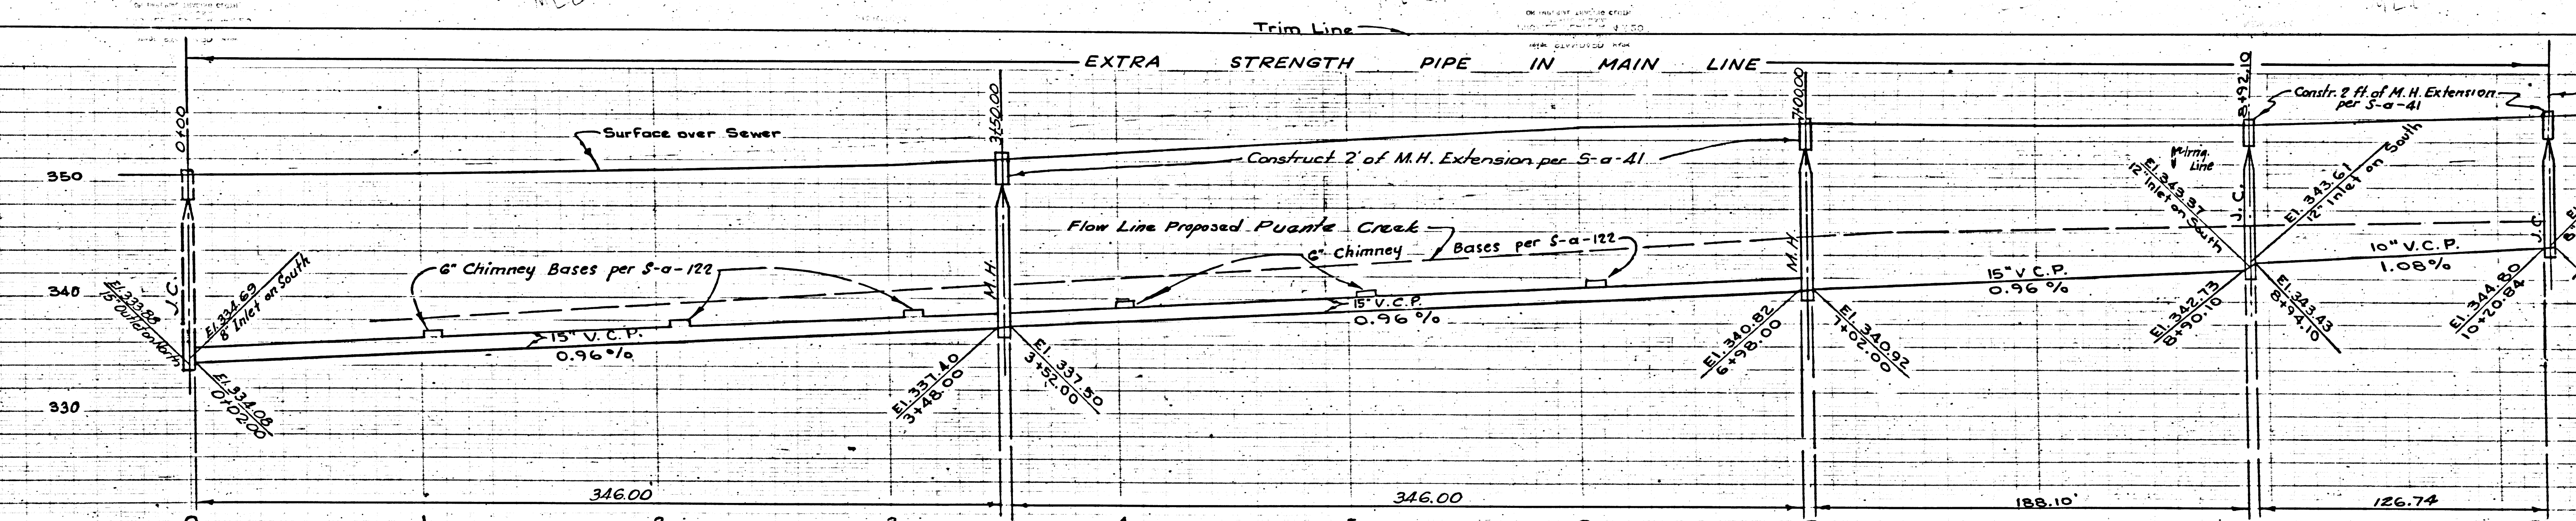 Trim Line
EXTRA STRENGTH PIPE IN MAIN LINE
0+00
3+50.00
7+00.00
8+92.10
Constr. 2 ft. of M.H. Extension
per S-a-41
Surface over Sewer
Construct 2' of M.H. Extension per S-a-41
350
340
330
Irrig.
Line
El. 343.37
12" Inlet on South
J.C.
El. 343.61
12" Inlet on South
Flow Line Proposed Puente Creek
6" Chimney Bases per S-a-122
6" Chimney Bases per S-a-122
J.C.
M.H.
M.H.
J.C.
El. 333.88
15" Outlet on North
El. 334.69
8" Inlet on South
15" V.C.P.
0.96%
15" V.C.P.
0.96%
15" V.C.P.
0.96%
10" V.C.P.
1.08%
El. 334.08
0+02.00
El. 337.40
3+48.00
El. 337.50
3+52.00
El. 340.82
6+98.00
El. 340.92
7+02.00
El. 342.73
8+90.10
El. 343.43
8+94.10
El. 344.80
10+20.84
346.00
346.00
188.10'
126.74